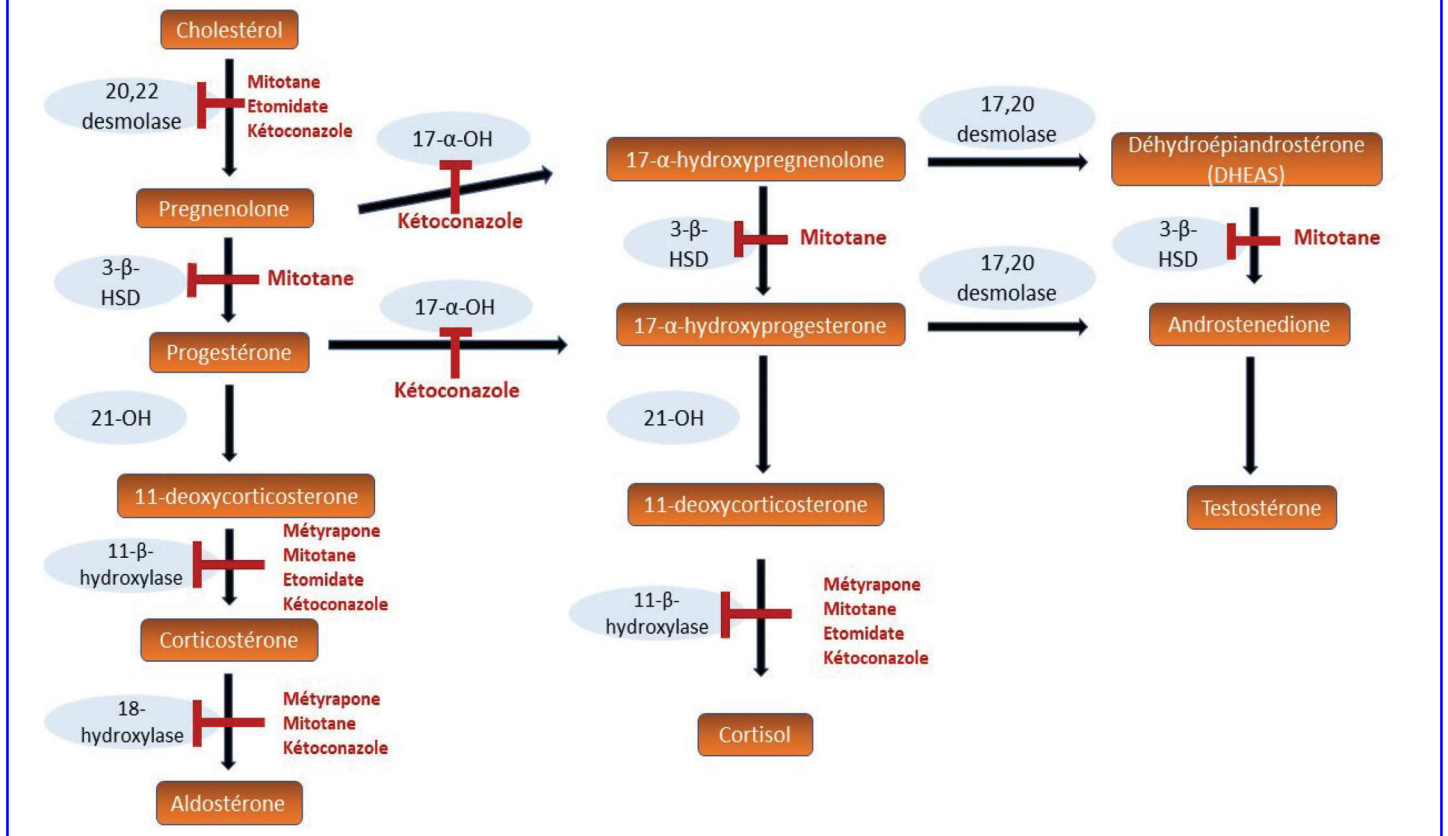 Cholestérol
20,22
desmolase
Mitotane
Etomidate
Kétoconazole
17-α-OH
Kétoconazole
Pregnenolone
3-β-
HSD
Mitotane
17-α-OH
Kétoconazole
Progestérone
21-OH
11-deoxycorticosterone
11-β-
hydroxylase
Métyrapone
Mitotane
Etomidate
Kétoconazole
Corticostérone
18-
hydroxylase
Métyrapone
Mitotane
Kétoconazole
Aldostérone
17-α-hydroxypregnenolone
17,20
desmolase
3-β-
HSD
Mitotane
17-α-hydroxyprogesterone
17,20
desmolase
21-OH
11-deoxycorticosterone
11-β-
hydroxylase
Métyrapone
Mitotane
Etomidate
Kétoconazole
Cortisol
Déhydroépiandrostérone
(DHEAS)
3-β-
HSD
Mitotane
Androstenedione
Testostérone